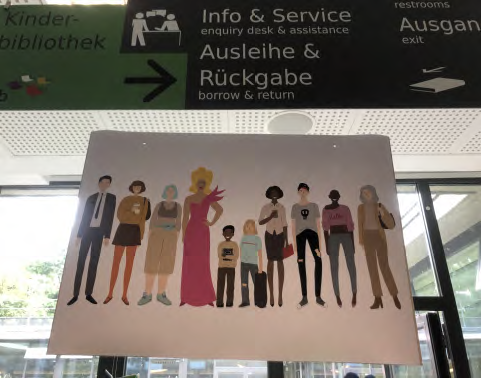 Kinder-
bibliothek
Info & Service
enquiry desk & assistance
Ausleihe &
Rückgabe
borrow & return
restrooms
Ausgan
exit